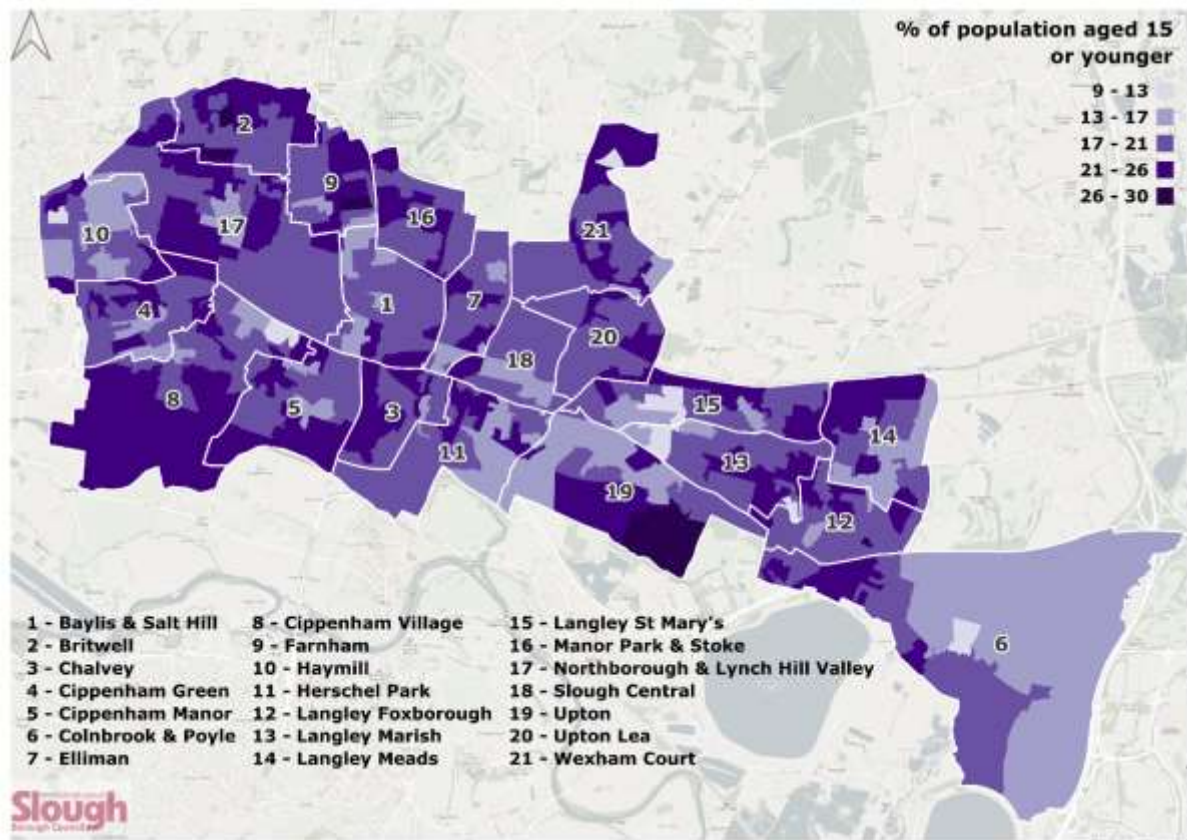 % of population aged 15
or younger
9 - 13
13 - 17
17 - 21
21 - 26
26 - 30
2
9
16
10
17
21
4
1
7
20
18
8
5
3
15
11
14
13
19
12
6
1 - Baylis & Salt Hill
2 - Britwell
3 - Chalvey
4 - Cippenham Green
5 - Cippenham Manor
6 - Colnbrook & Poyle
7 - Elliman
8 - Cippenham Village
9 - Farnham
10 - Haymill
11 - Herschel Park
12 - Langley Foxborough
13 - Langley Marish
14 - Langley Meads
15 - Langley St Mary's
16 - Manor Park & Stoke
17 - Northborough & Lynch Hill Valley
18 - Slough Central
19 - Upton
20 - Upton Lea
21 - Wexham Court
Slough
Borough Council